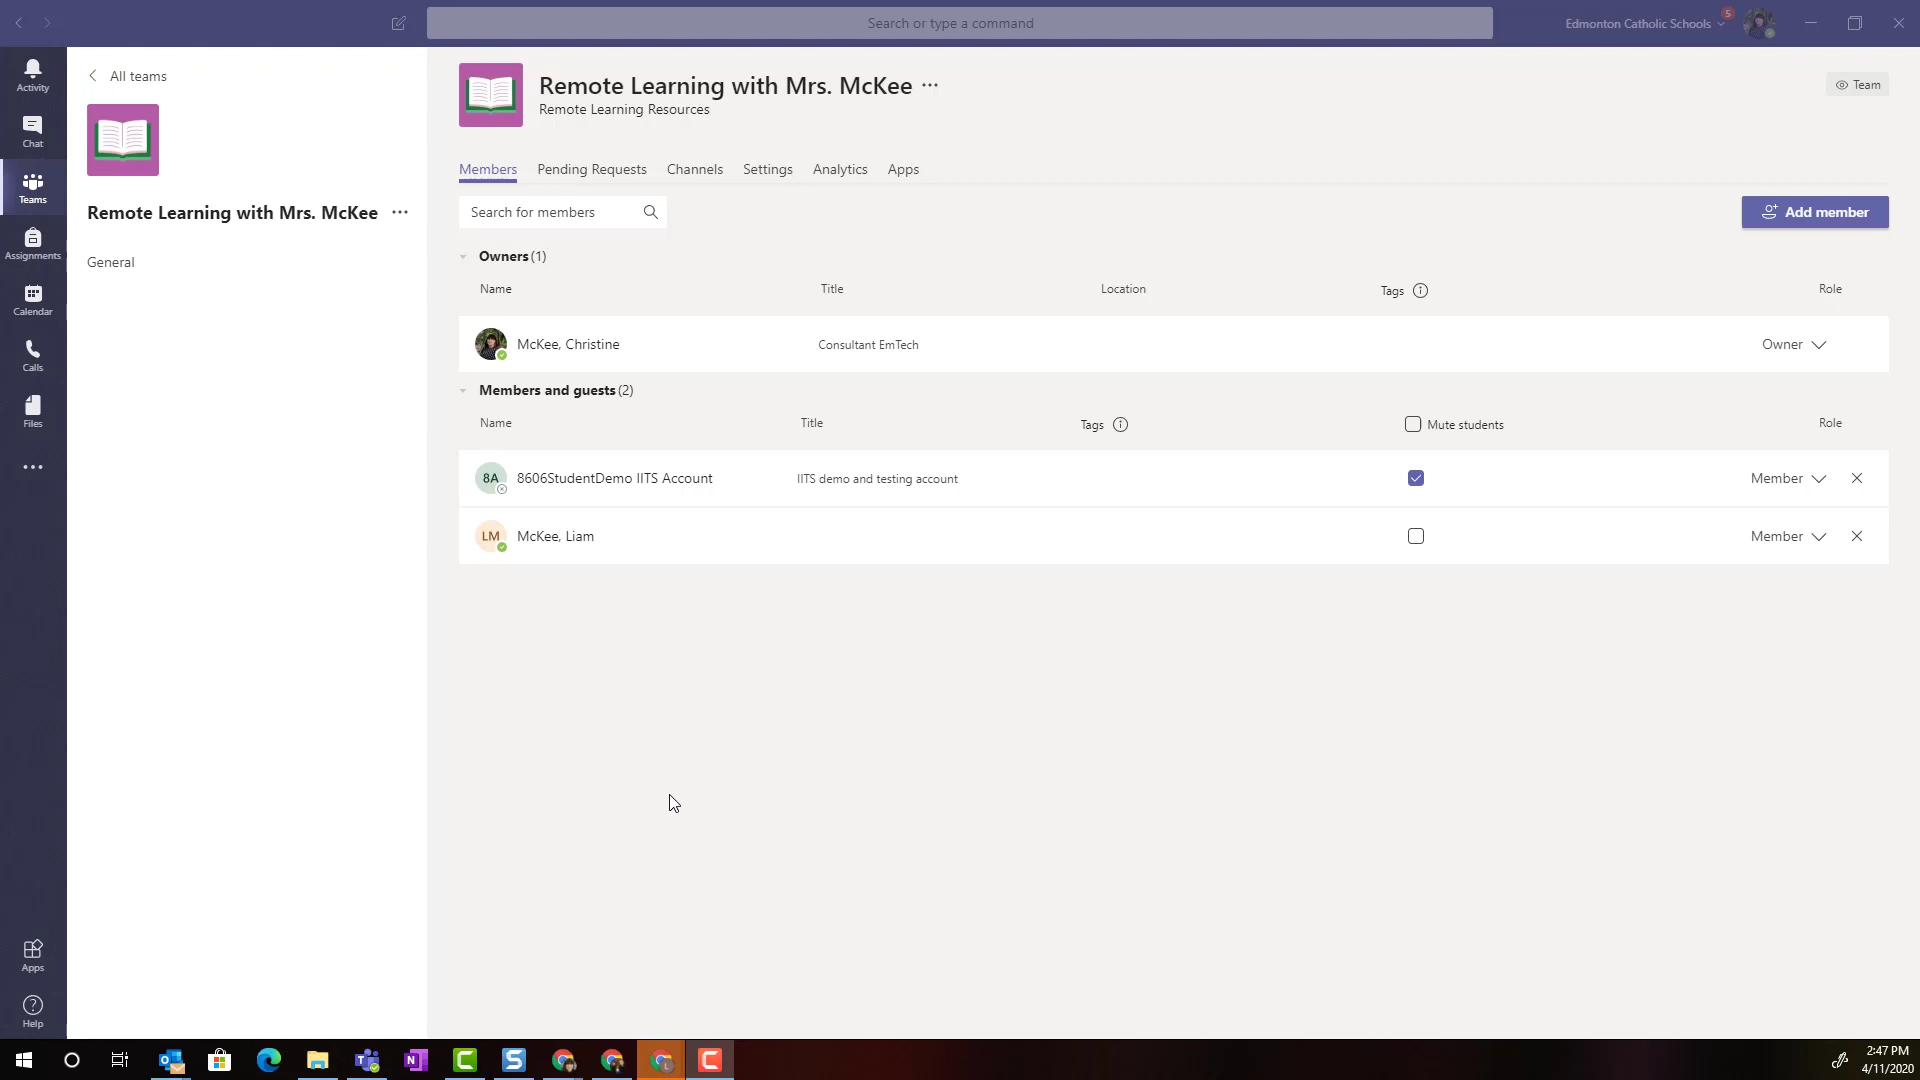 Search or type a command
Edmonton Catholic Schools
5
Activity
Chat
Teams
Assignments
Calendar
Calls
Files
Apps
Help
All teams
Remote Learning with Mrs. McKee
General
Remote Learning with Mrs. McKee
Remote Learning Resources
Team
Members Pending Requests Channels Settings Analytics Apps
Search for members
Add member
Owners (1)
Name Title Location Tags Role
McKee, Christine Consultant EmTech Owner
Members and guests (2)
Name Title Tags Mute students Role
8A 8606StudentDemo IITS Account IITS demo and testing account Member
LM McKee, Liam Member
2:47 PM
4/11/2020